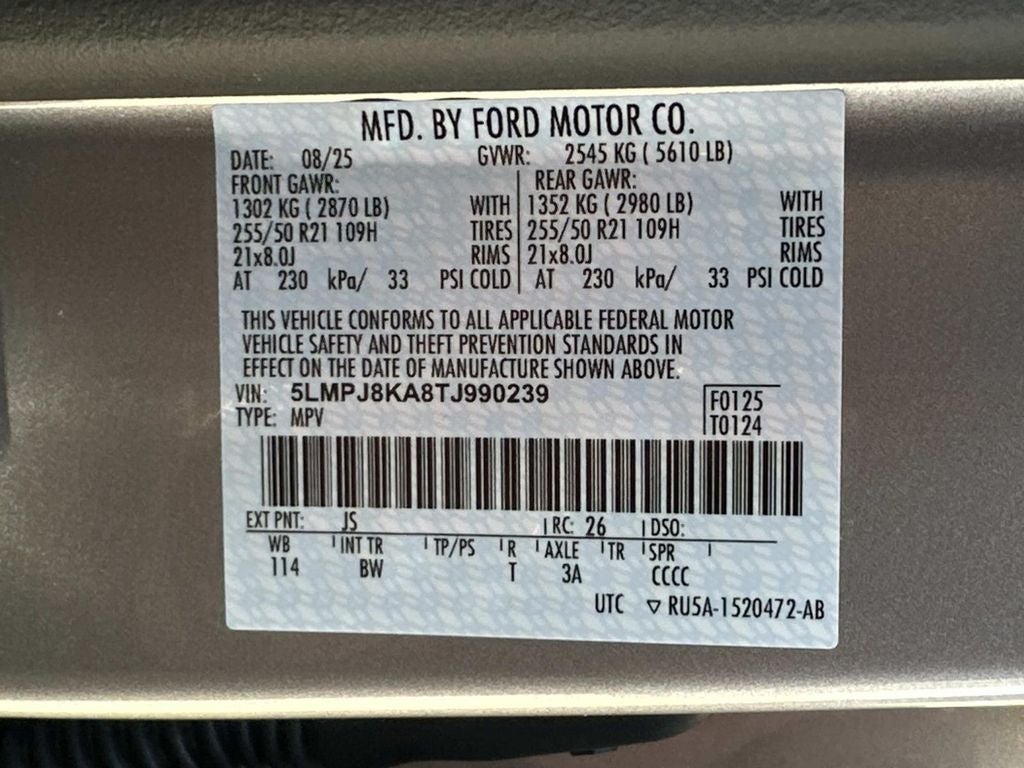 MFD. BY FORD MOTOR CO.
DATE: 08/25 GVWR: 2545 KG ( 5610 LB)
FRONT GAWR: REAR GAWR:
1302 KG ( 2870 LB) WITH 1352 KG ( 2980 LB) WITH
255/50 R21 109H TIRES 255/50 R21 109H TIRES
21x8.0J RIMS 21x8.0J RIMS
AT 230 kPa/ 33 PSI COLD AT 230 kPa/ 33 PSI COLD
THIS VEHICLE CONFORMS TO ALL APPLICABLE FEDERAL MOTOR
VEHICLE SAFETY AND THEFT PREVENTION STANDARDS IN
EFFECT ON THE DATE OF MANUFACTURE SHOWN ABOVE.
VIN: 5LMPJ8KA8TJ990239 F0125
TYPE: MPV T0124
EXT PNT: JS RC: 26 DSO:
WB INT TR TP/PS R AXLE TR SPR
114 BW T 3A CCCC
UTC ▽ RU5A-1520472-AB